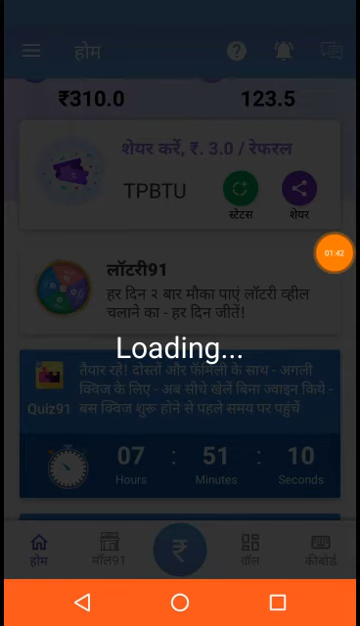 होम
₹310.0
123.5
शेयर करें, ₹. 3.0 / रेफरल
TPBTU
स्टेटस
शेयर
01:42
लॉटरी91
हर दिन २ बार मौका पाएं लॉटरी व्हील
चलाने का - हर दिन जीतें!
Loading...
तैयार रहें! दोस्तों और फॅमिली के साथ - अगली
क्विज के लिए - अब सीधे खेलें बिना ज्वाइन किये -
बस क्विज शुरू होने से पहले समय पर पहुंचें
Quiz91
07 : 51 : 10
Hours Minutes Seconds
होम
मॉल91
₹
वॉल
कीबोर्ड